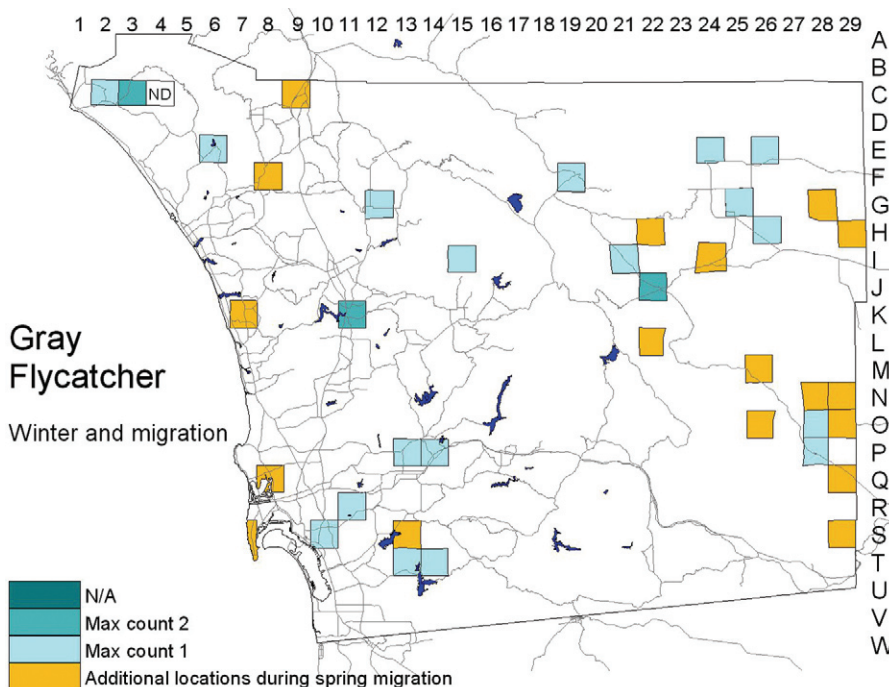 1 2 3 4 5 6 7 8 9 10 11 12 13 14 15 16 17 19 20 21 22 24 25 26 27 28 29
A
B
C
D
E
F
G
H
I
J
K
L
M
N
O
P
Q
R
S
T
U
V
W
ND
Gray
Flycatcher
Winter and migration
N/A
Max count 2
Max count 1
Additional locations during spring migration